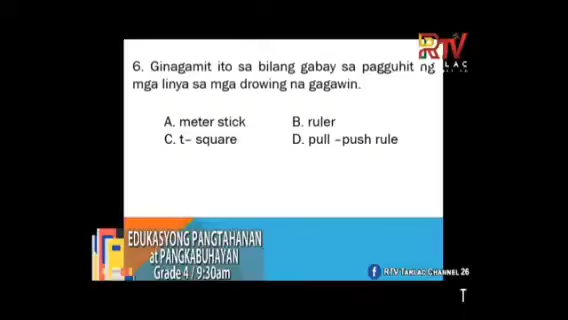 RTV
6. Ginagamit ito sa bilang gabay sa pagguhit ng
mga linya sa mga drowing na gagawin.
A. meter stick
B. ruler
C. t– square
D. pull –push rule
EDUKASYONG PANGTAHANAN
at PANGKABUHAYAN
Grade 4 / 9:30am
RTV TARLAC CHANNEL 26
T